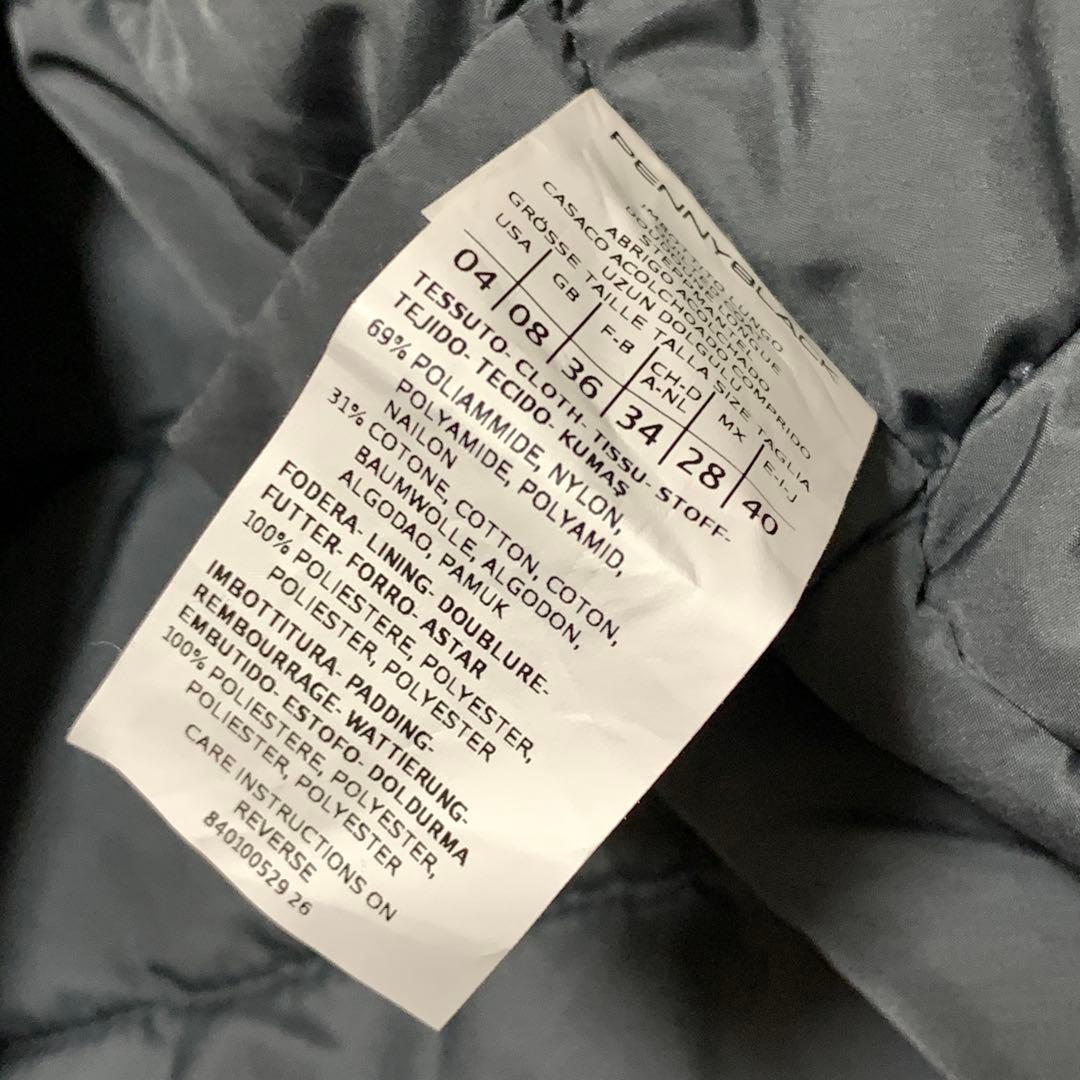 PENNYBLACK
IMBOTTITO LUNGO
STEPPJACKE
ABRIGO AMANTONGUE
CASACO ACOLCHOADO COMPRIDO
UZUN DOLGULU
GRÖSSE TAILLE TALLA SIZE TAGLIA
USA GB F-B CH-D A-NL MX E-I-J
04 08 36 34 28 40
TESSUTO- CLOTH- TISSU- STOFF-
TEJIDO- TECIDO- KUMAŞ
69% POLIAMMIDE, NYLON,
POLYAMIDE, POLYAMID,
NAILON
31% COTONE, COTTON, COTON,
BAUMWOLLE, ALGODON,
ALGODAO, PAMUK
FODERA- LINING- DOUBLURE-
FUTTER- FORRO- ASTAR
100% POLIESTERE, POLYESTER,
POLIESTER, POLYESTER
IMBOTTITURA- PADDING-
REMBOURRAGE- WATTIERUNG-
EMBUTIDO- ESTOFO- DOLDURMA
100% POLIESTERE, POLYESTER,
POLIESTER, POLYESTER
CARE INSTRUCTIONS ON
REVERSE
840100529 26